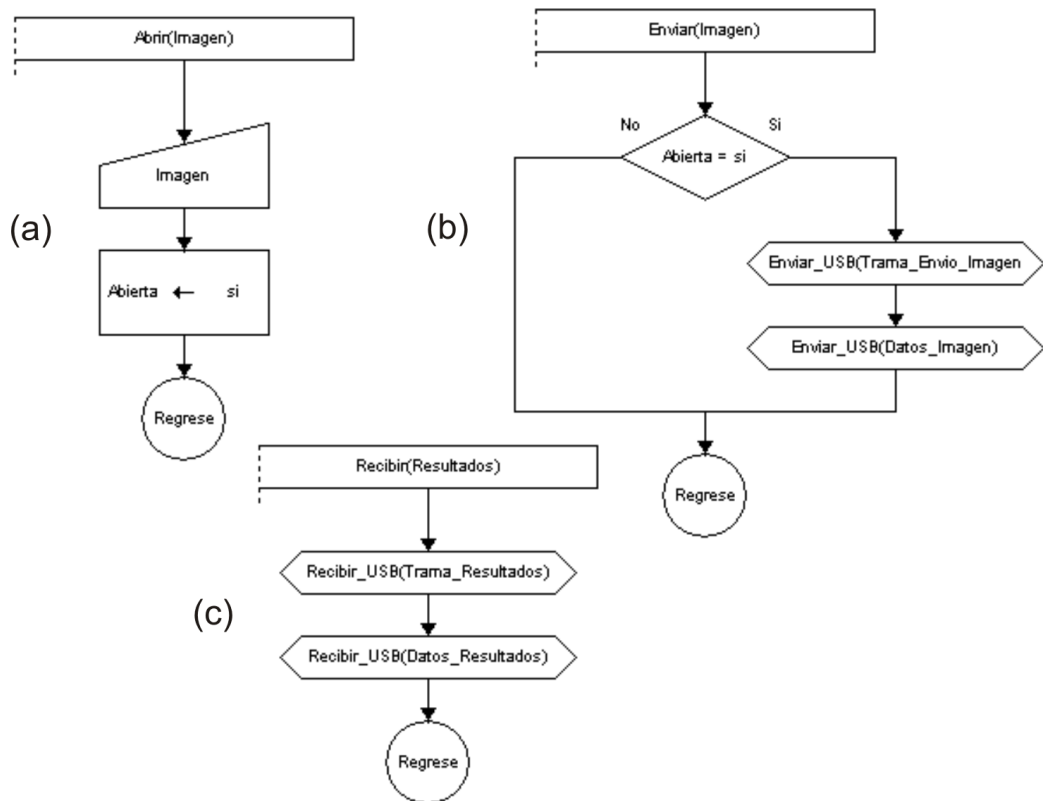 Abrir(Imagen)
Imagen
(a)
Abierta ← si
Regrese
Enviar(Imagen)
No
Si
Abierta = si
(b)
Enviar_USB(Trama_Envio_Imagen
Enviar_USB(Datos_Imagen)
Regrese
Recibir(Resultados)
Recibir_USB(Trama_Resultados)
(c)
Recibir_USB(Datos_Resultados)
Regrese